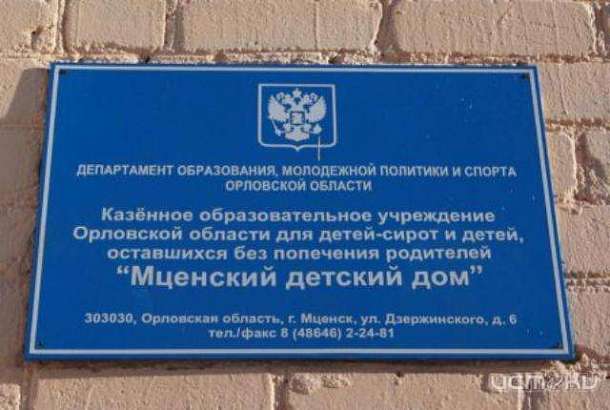 ДЕПАРТАМЕНТ ОБРАЗОВАНИЯ, МОЛОДЕЖНОЙ ПОЛИТИКИ И СПОРТА
ОРЛОВСКОЙ ОБЛАСТИ
Казённое образовательное учреждение
Орловской области для детей-сирот и детей,
оставшихся без попечения родителей
“Мценский детский дом”
303030, Орловская область, г. Мценск, ул. Дзержинского, д. 6
тел./факс 8 (48646) 2-24-81